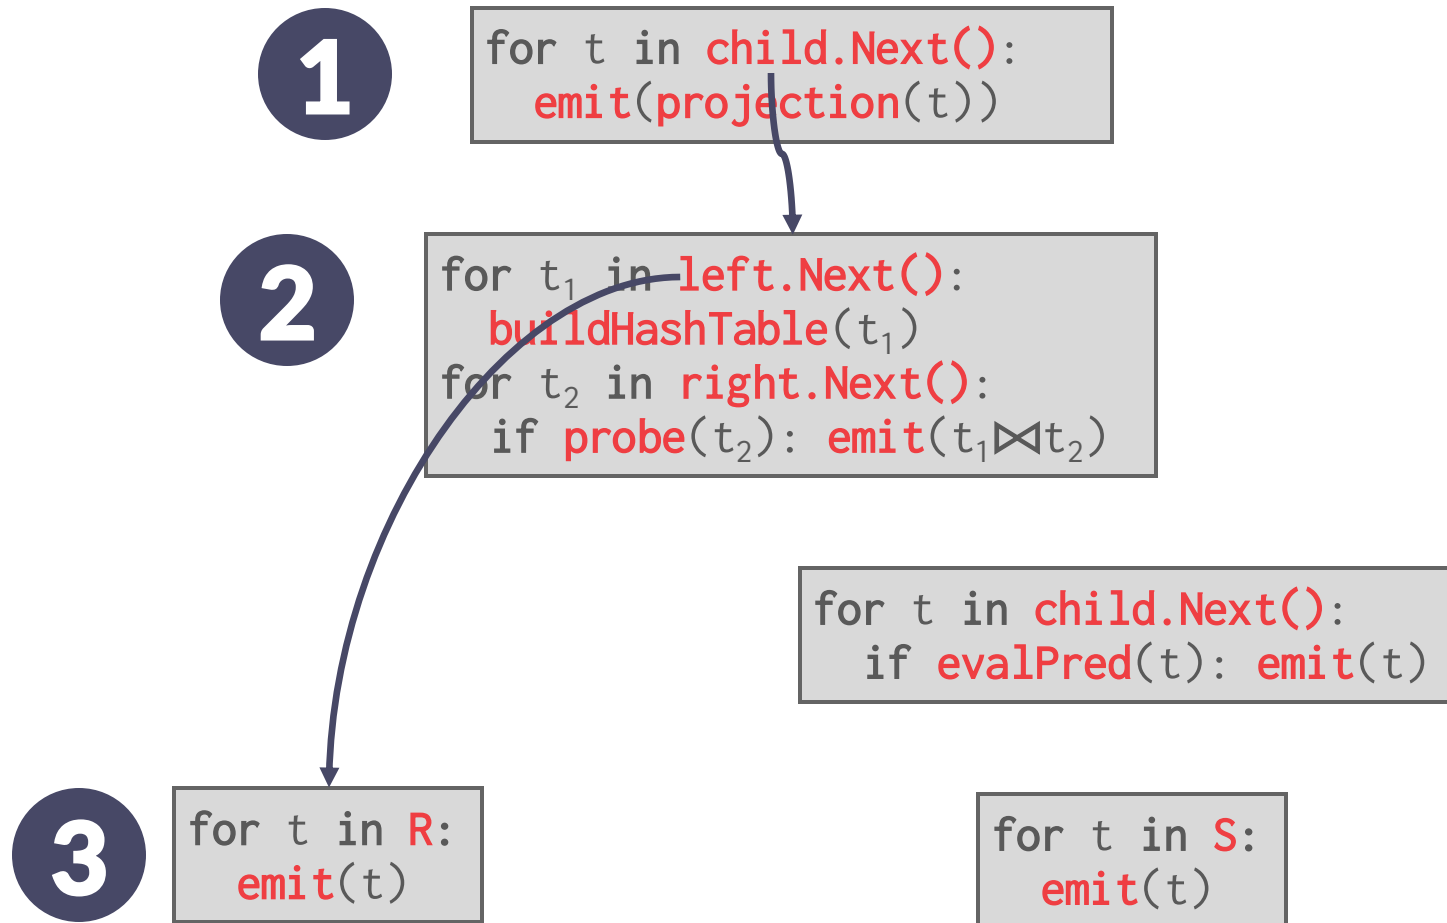 1
for t in child.Next():
  emit(projection(t))
2
for t₁ in left.Next():
  buildHashTable(t₁)
for t₂ in right.Next():
  if probe(t₂): emit(t₁⋈t₂)
for t in child.Next():
  if evalPred(t): emit(t)
3
for t in R:
  emit(t)
for t in S:
  emit(t)